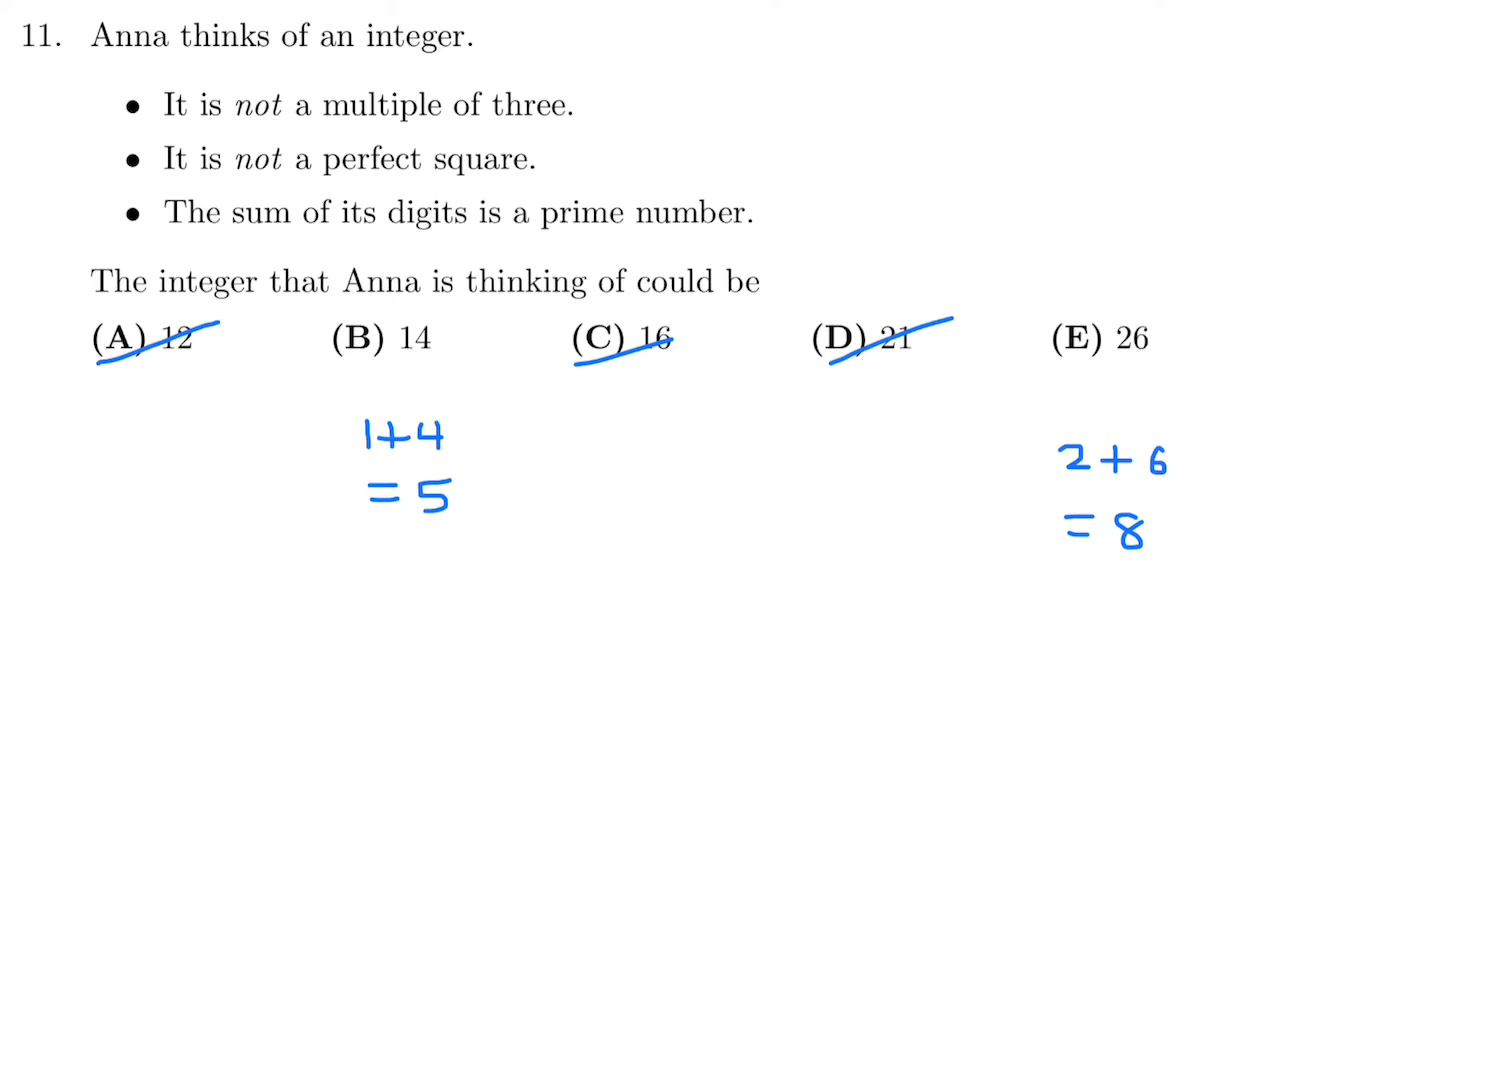 11. Anna thinks of an integer.
• It is not a multiple of three.
• It is not a perfect square.
• The sum of its digits is a prime number.
The integer that Anna is thinking of could be
(A) 12 (B) 14 (C) 16 (D) 21 (E) 26
1+4
= 5
2 + 6
= 8